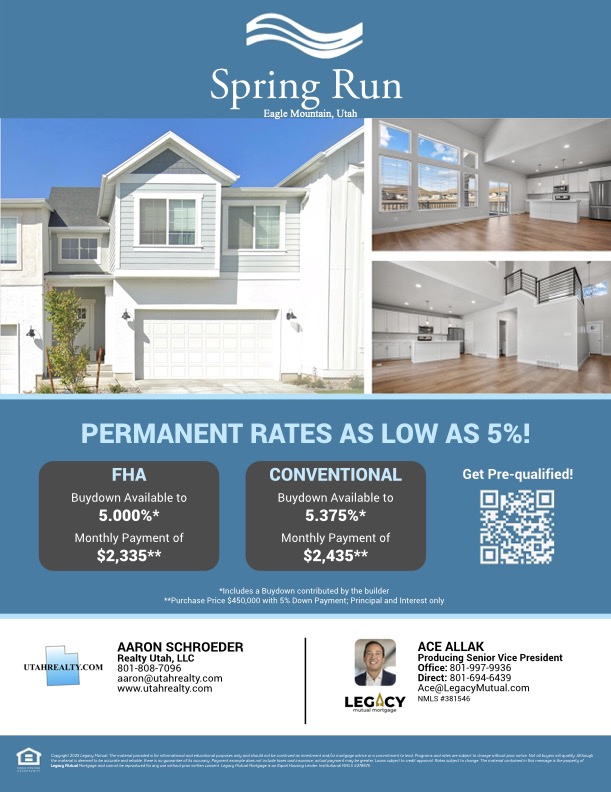 Spring Run
Eagle Mountain, Utah
PERMANENT RATES AS LOW AS 5%!
FHA
Buydown Available to
5.000%*
Monthly Payment of
$2,335**
CONVENTIONAL
Buydown Available to
5.375%*
Monthly Payment of
$2,435**
Get Pre-qualified!
*Includes a Buydown contributed by the builder
**Purchase Price $450,000 with 5% Down Payment; Principal and Interest only
UTAHREALTY.COM
AARON SCHROEDER
Realty Utah, LLC
801-808-7096
aaron@utahrealty.com
www.utahrealty.com
LEGACY
mutual mortgage
ACE ALLAK
Producing Senior Vice President
Office: 801-997-9936
Direct: 801-694-6439
Ace@LegacyMutual.com
NMLS #381546